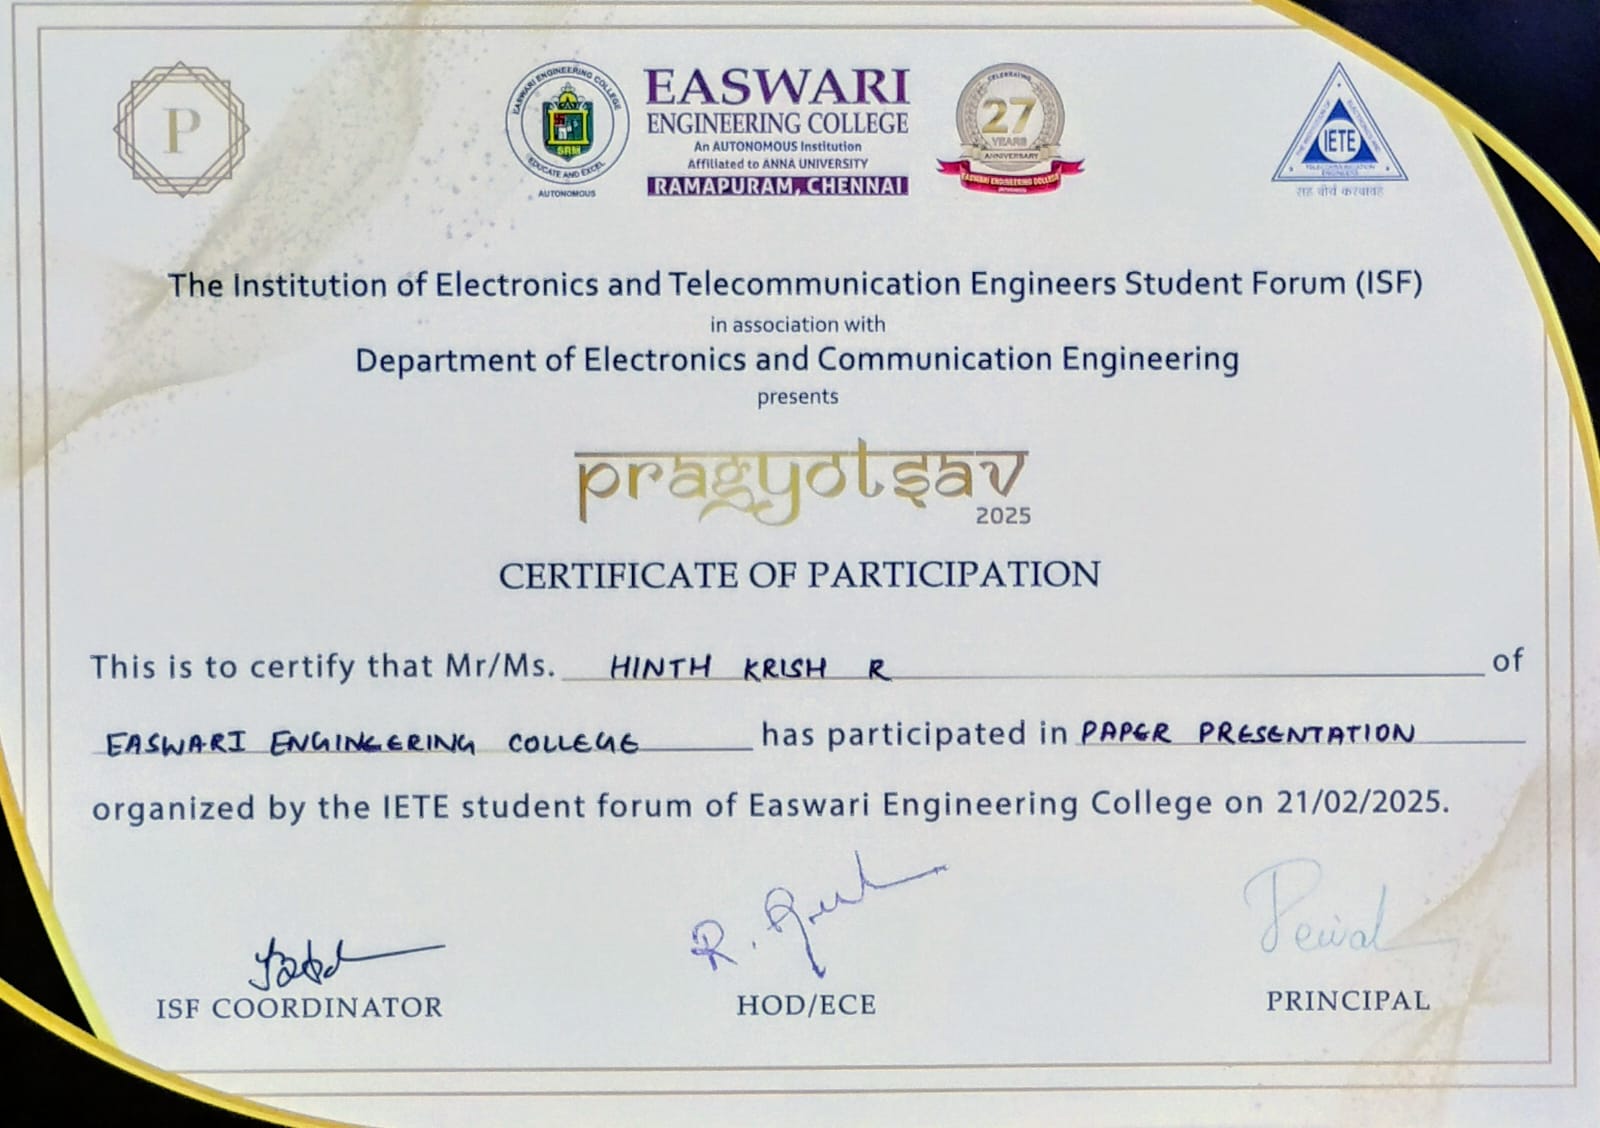 P
EASWARI ENGINEERING COLLEGE
SRM
EDUCATE AND EXCEL
AUTONOMOUS
EASWARI
ENGINEERING COLLEGE
An AUTONOMOUS Institution
Affiliated to ANNA UNIVERSITY
RAMAPURAM, CHENNAI
CELEBRATING
27
YEARS
ANNIVERSARY
EASWARI ENGINEERING COLLEGE
IETE
The Institution of Electronics and Telecommunication Engineers Student Forum (ISF)
in association with
Department of Electronics and Communication Engineering
presents
pragyotsav
2025
CERTIFICATE OF PARTICIPATION
This is to certify that Mr/Ms. HINTH KRISH R of
EASWARI ENGINEERING COLLEGE has participated in PAPER PRESENTATION
organized by the IETE student forum of Easwari Engineering College on 21/02/2025.
ISF COORDINATOR HOD/ECE PRINCIPAL